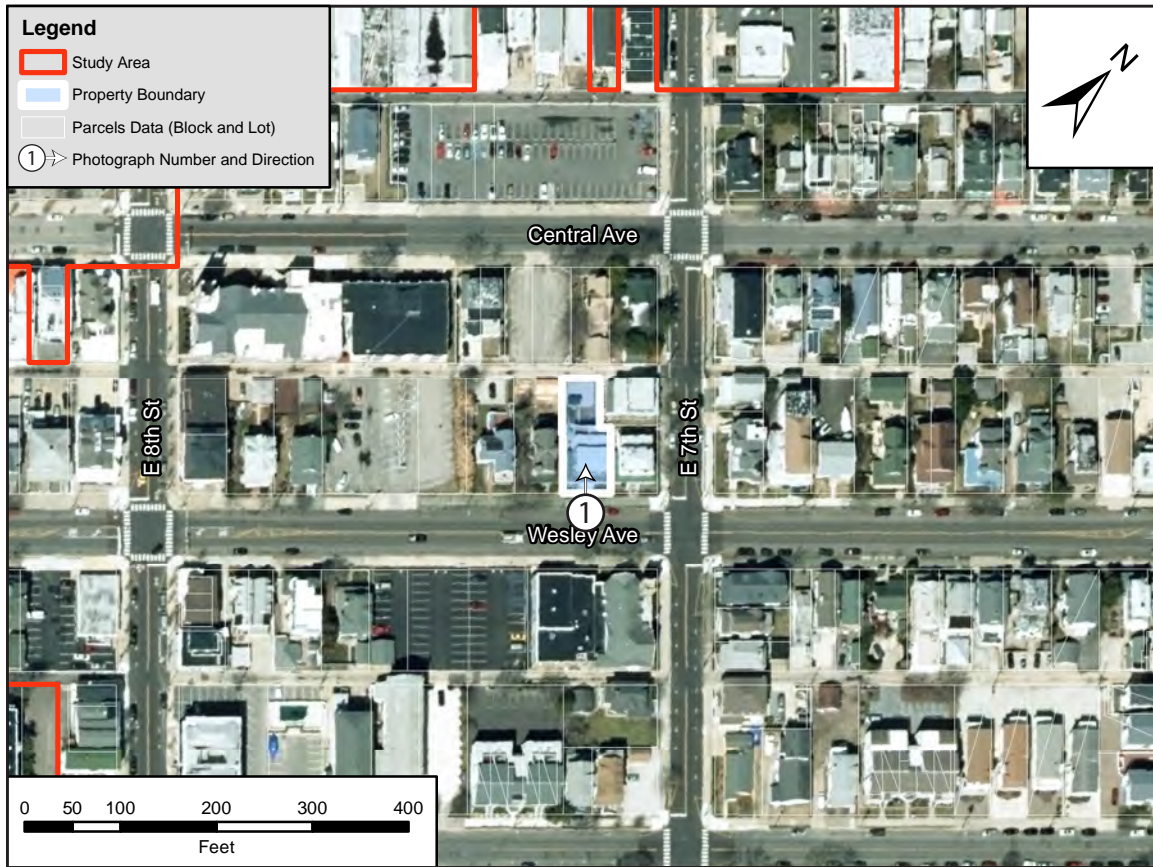 Legend
Study Area
Property Boundary
Parcels Data (Block and Lot)
1 Photograph Number and Direction
N
Central Ave
E 8th St
E 7th St
1
Wesley Ave
0 50 100 200 300 400
Feet